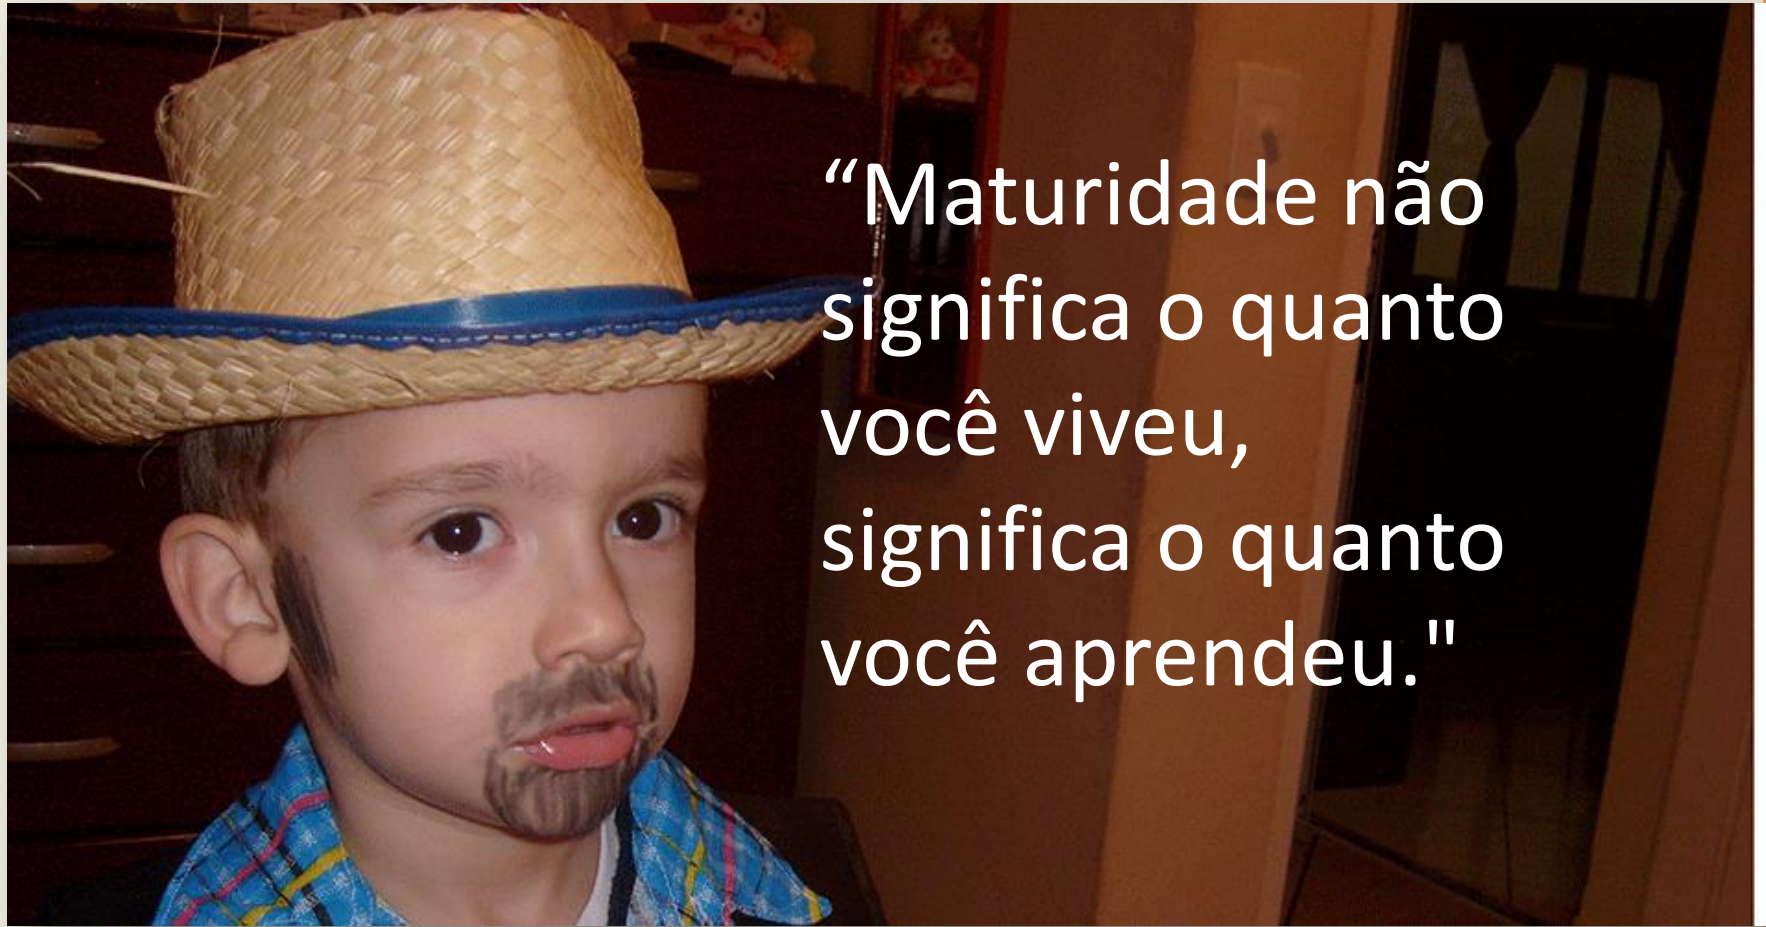 “Maturidade não
significa o quanto
você viveu,
significa o quanto
você aprendeu."